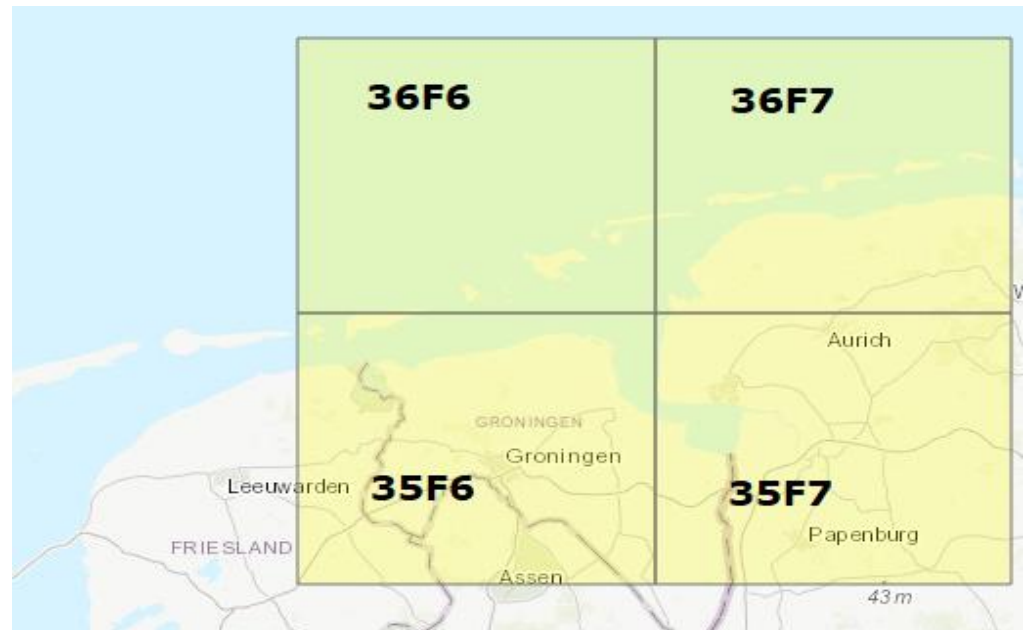 36F6
36F7
W
Aurich
GRONINGEN
Groningen
Leeuwarden
35F6
35F7
FRIESLAND
Papenburg
Assen
43 m